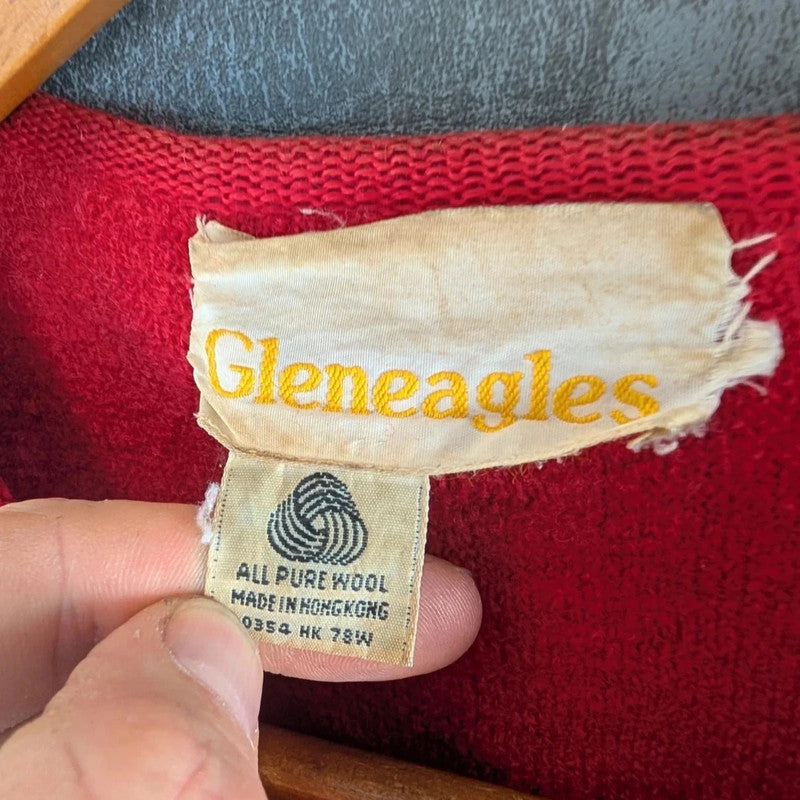 Gleneagles
ALL PURE WOOL
MADE IN HONG KONG
0354 HK 78W